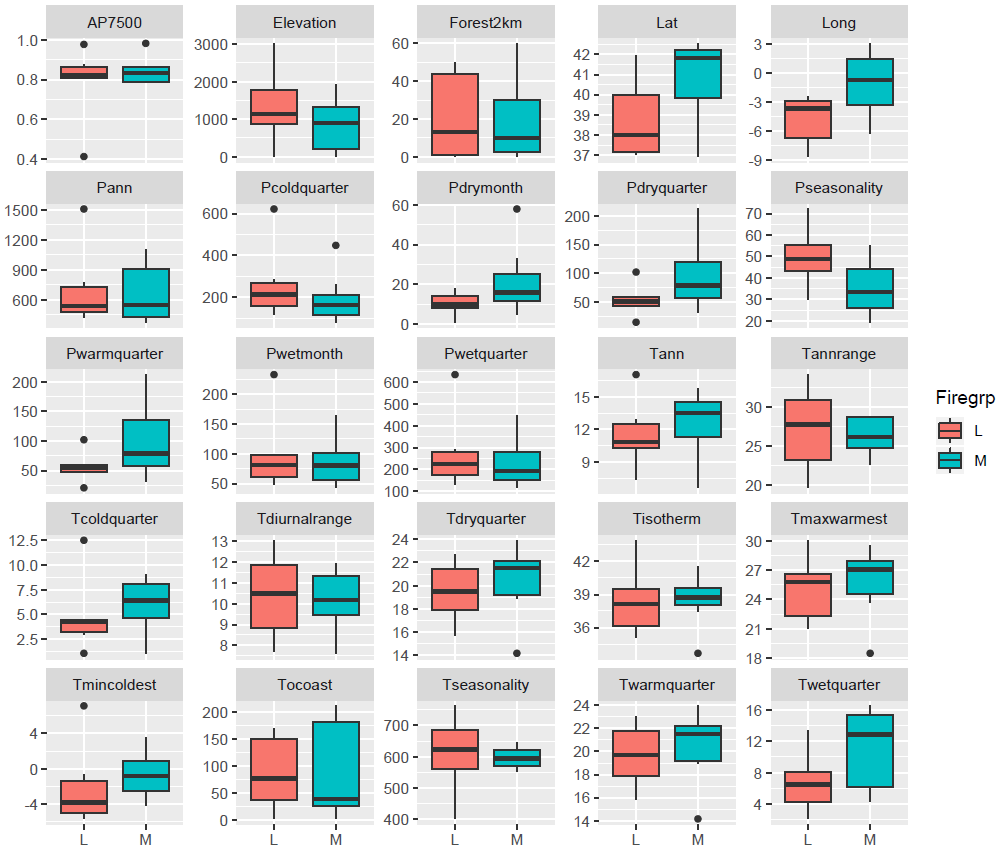 AP7500 Elevation Forest2km Lat Long
1.0 0.8 0.6 0.4
3000 2000 1000 0
60 40 20 0
42 41 40 39 38 37
3 0 -3 -6 -9
Pann Pcoldquarter Pdrymonth Pdryquarter Pseasonality
1500 1200 900 600
600 400 200
60 40 20 0
200 150 100 50
70 60 50 40 30 20
Pwarmquarter Pwetmonth Pwetquarter Tann Tannrange
200 150 100 50
200 150 100 50
600 500 400 300 200 100
15 12 9
30 25 20
Firegrp
L
M
Tcoldquarter Tdiurnalrange Tdryquarter Tisotherm Tmaxwarmest
12.5 10.0 7.5 5.0 2.5
13 12 11 10 9 8
24 22 20 18 16 14
42 39 36
30 27 24 21 18
Tmincoldest Tocoast Tseasonality Twarmquarter Twetquarter
4 0 -4
200 150 100 50 0
700 600 500 400
24 22 20 18 16 14
16 12 8 4
L M L M L M L M L M